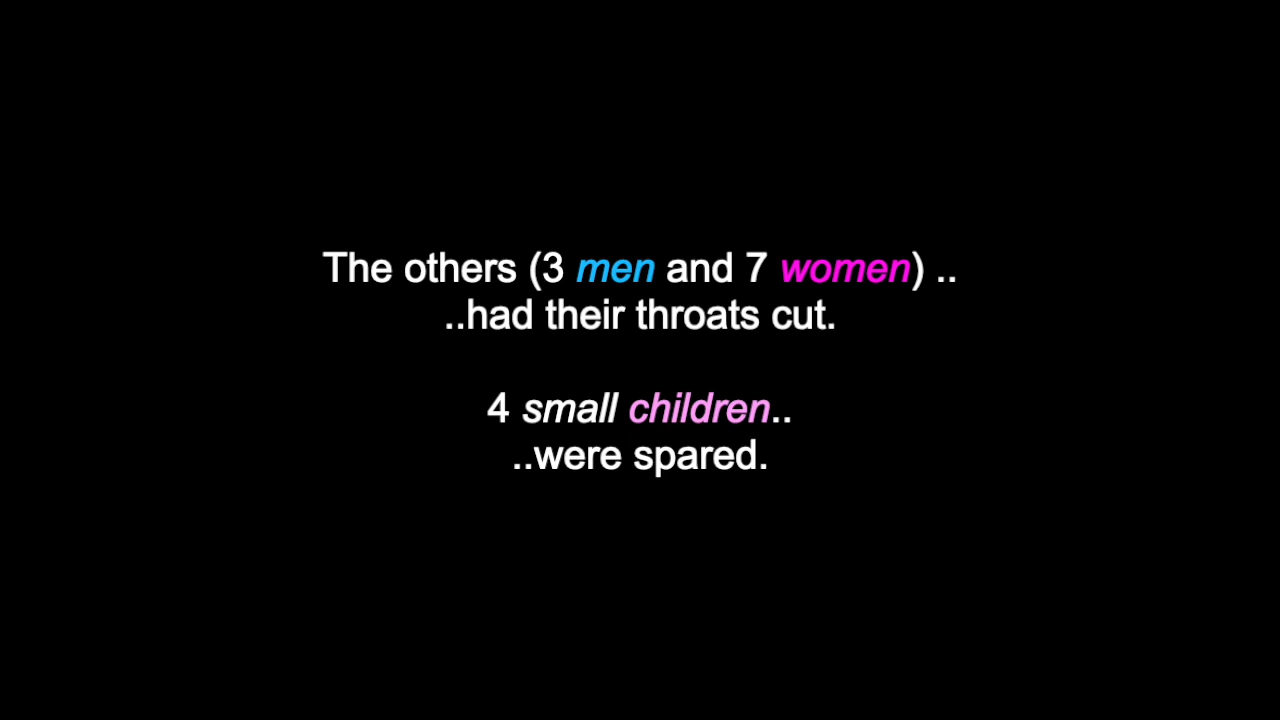 The others (3 men and 7 women) ..
..had their throats cut.
4 small children..
..were spared.